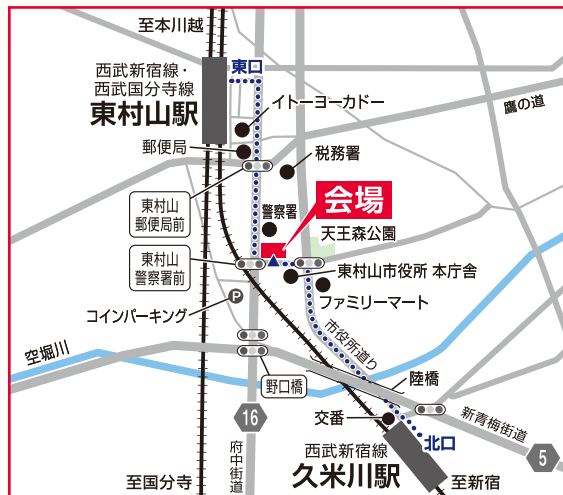 至本川越
西武新宿線・
西武国分寺線
東村山駅
東口
イトーヨーカドー
鷹の道
郵便局
税務署
東村山
郵便局前
会場
警察署
天王森公園
東村山
警察署前
東村山市役所 本庁舎
P
コインパーキング
ファミリーマート
市役所通り
空堀川
野口橋
陸橋
16
交番
新青梅街道
北口
府中街道
西武新宿線
久米川駅
5
至国分寺
至新宿